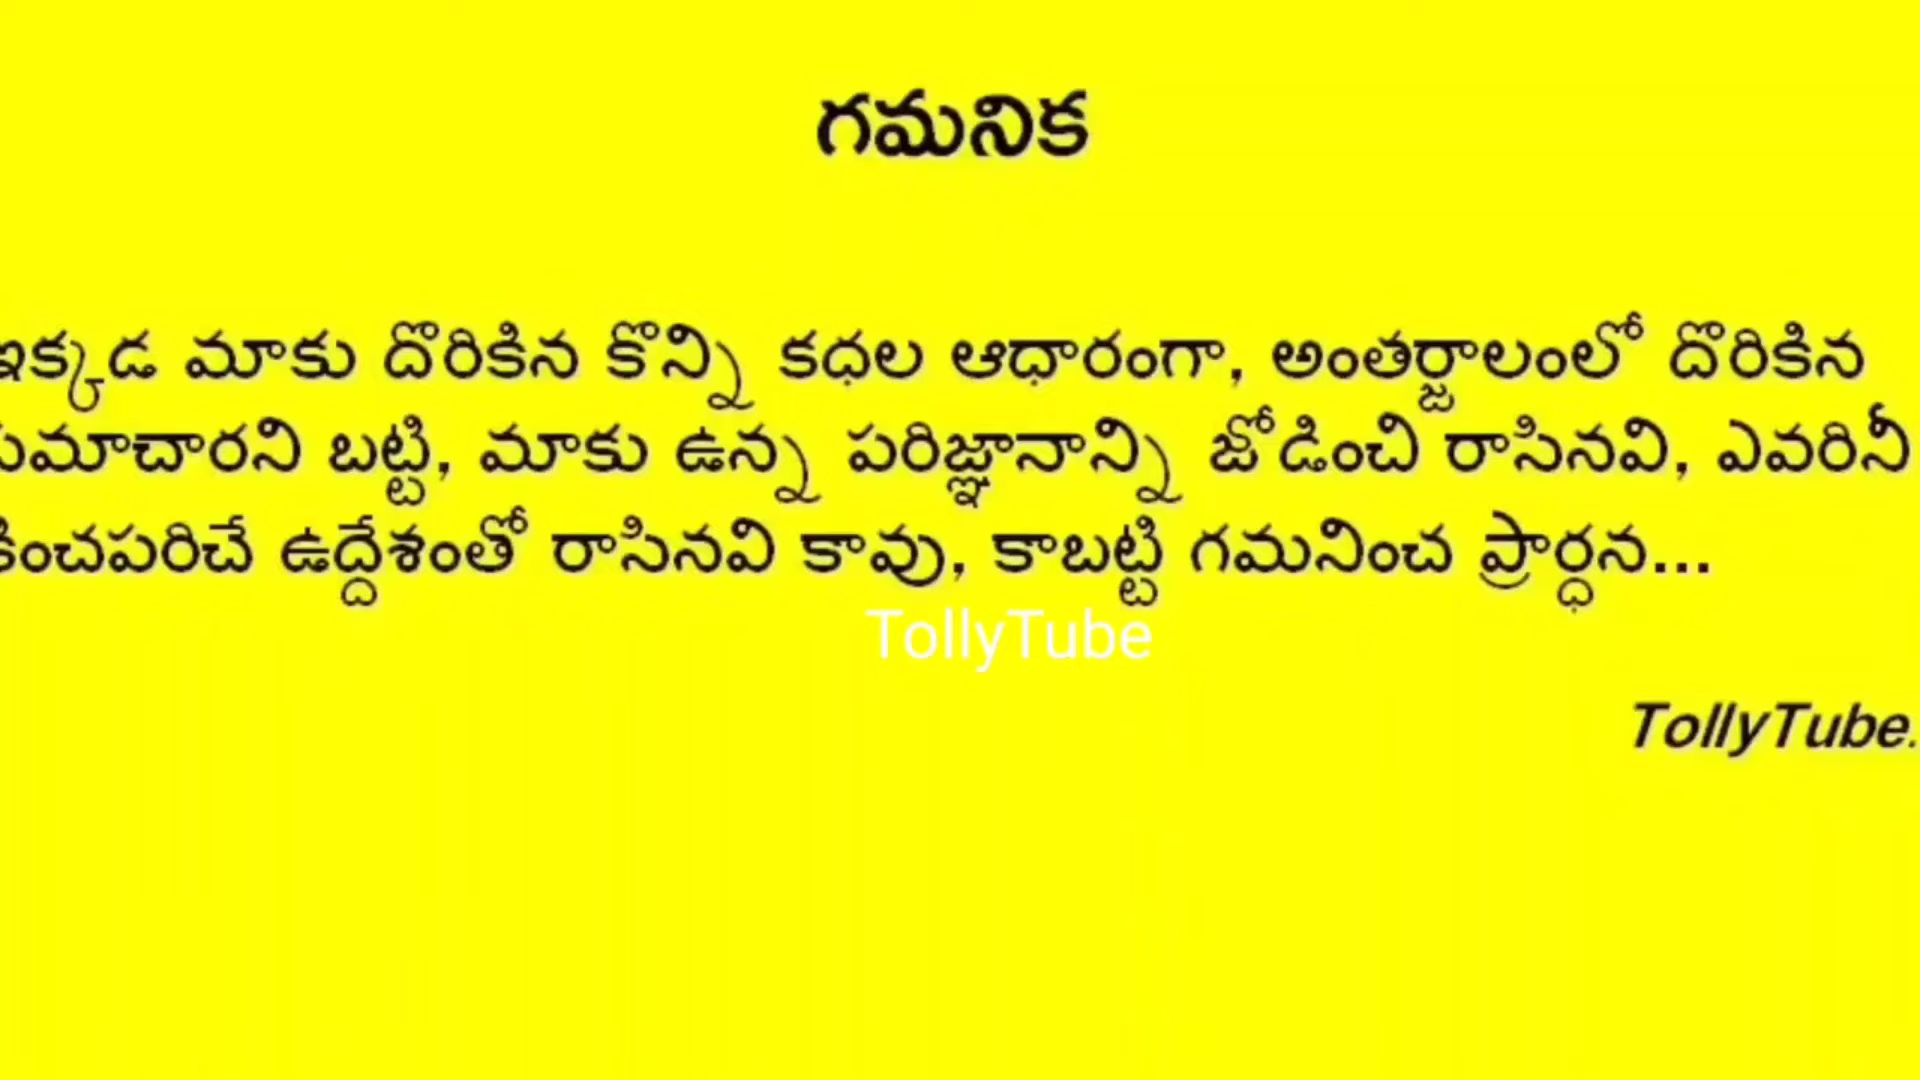 గమనిక
ఇక్కడ మాకు దొరికిన కొన్ని కధల ఆధారంగా, అంతర్జాలంలో దొరికిన
సమాచారని బట్టి, మాకు ఉన్న పరిజ్ఞానాన్ని జోడించి రాసినవి, ఎవరినీ
కించపరిచే ఉద్దేశంతో రాసినవి కావు, కాబట్టి గమనించ ప్రార్ధన...
TollyTube
TollyTube.